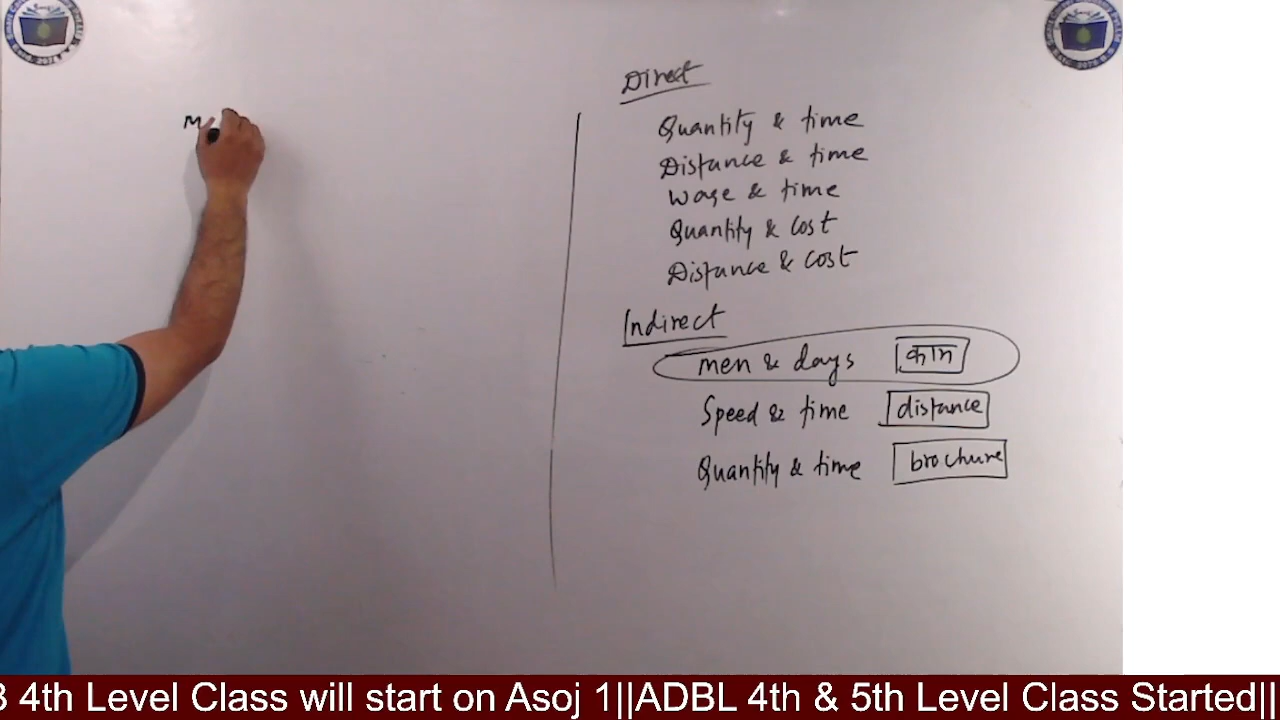 M
Direct
Quantity & time
Distance & time
Wage & time
Quantity & Cost
Distance & Cost
Indirect
men & days काम
Speed & time distance
Quantity & time brochure
3 4th Level Class will start on Asoj 1||ADBL 4th & 5th Level Class Started||